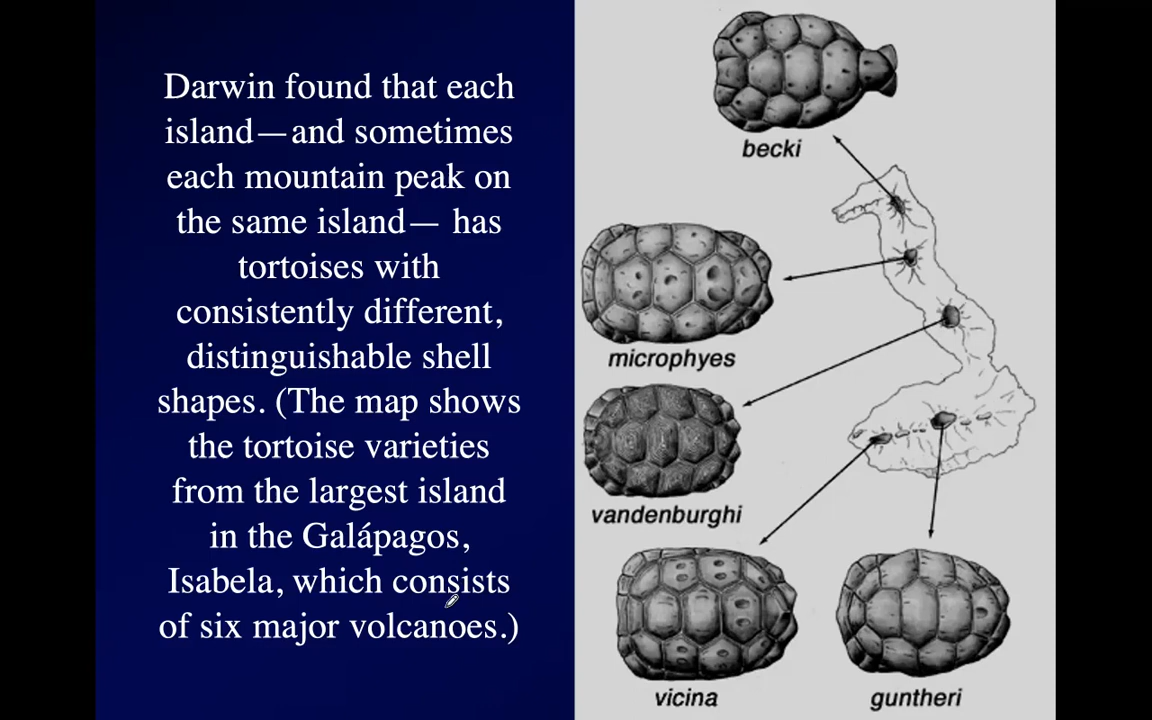 Darwin found that each
island—and sometimes
each mountain peak on
the same island— has
tortoises with
consistently different,
distinguishable shell
shapes. (The map shows
the tortoise varieties
from the largest island
in the Galápagos,
Isabela, which consists
of six major volcanoes.)
becki
microphyes
vandenburghi
vicina
guntheri